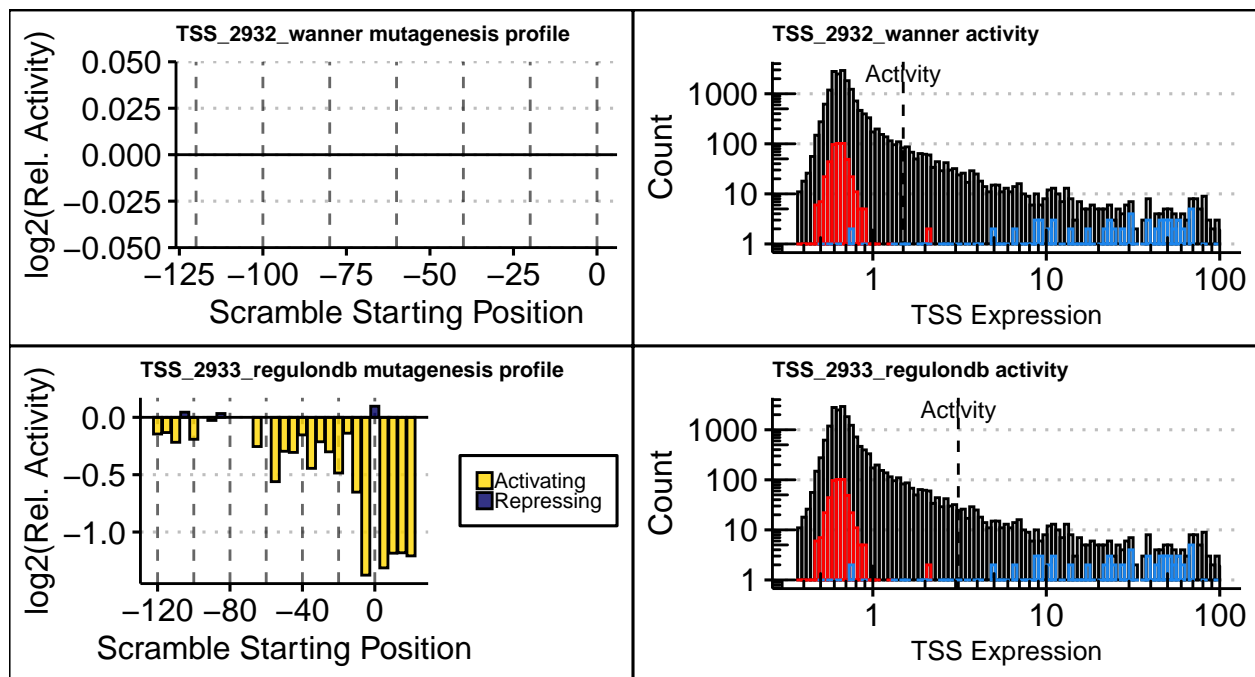 TSS_2932_wanner mutagenesis profile
log2(Rel. Activity)
0.050
0.025
0.000
−0.025
−0.050
−125 −100 −75 −50 −25 0
Scramble Starting Position
TSS_2932_wanner activity
Activity
Count
1000
100
10
1
1 10 100
TSS Expression
TSS_2933_regulondb mutagenesis profile
log2(Rel. Activity)
0.0
−0.5
−1.0
−120 −80 −40 0
Scramble Starting Position
Activating
Repressing
TSS_2933_regulondb activity
Activity
Count
1000
100
10
1
1 10 100
TSS Expression